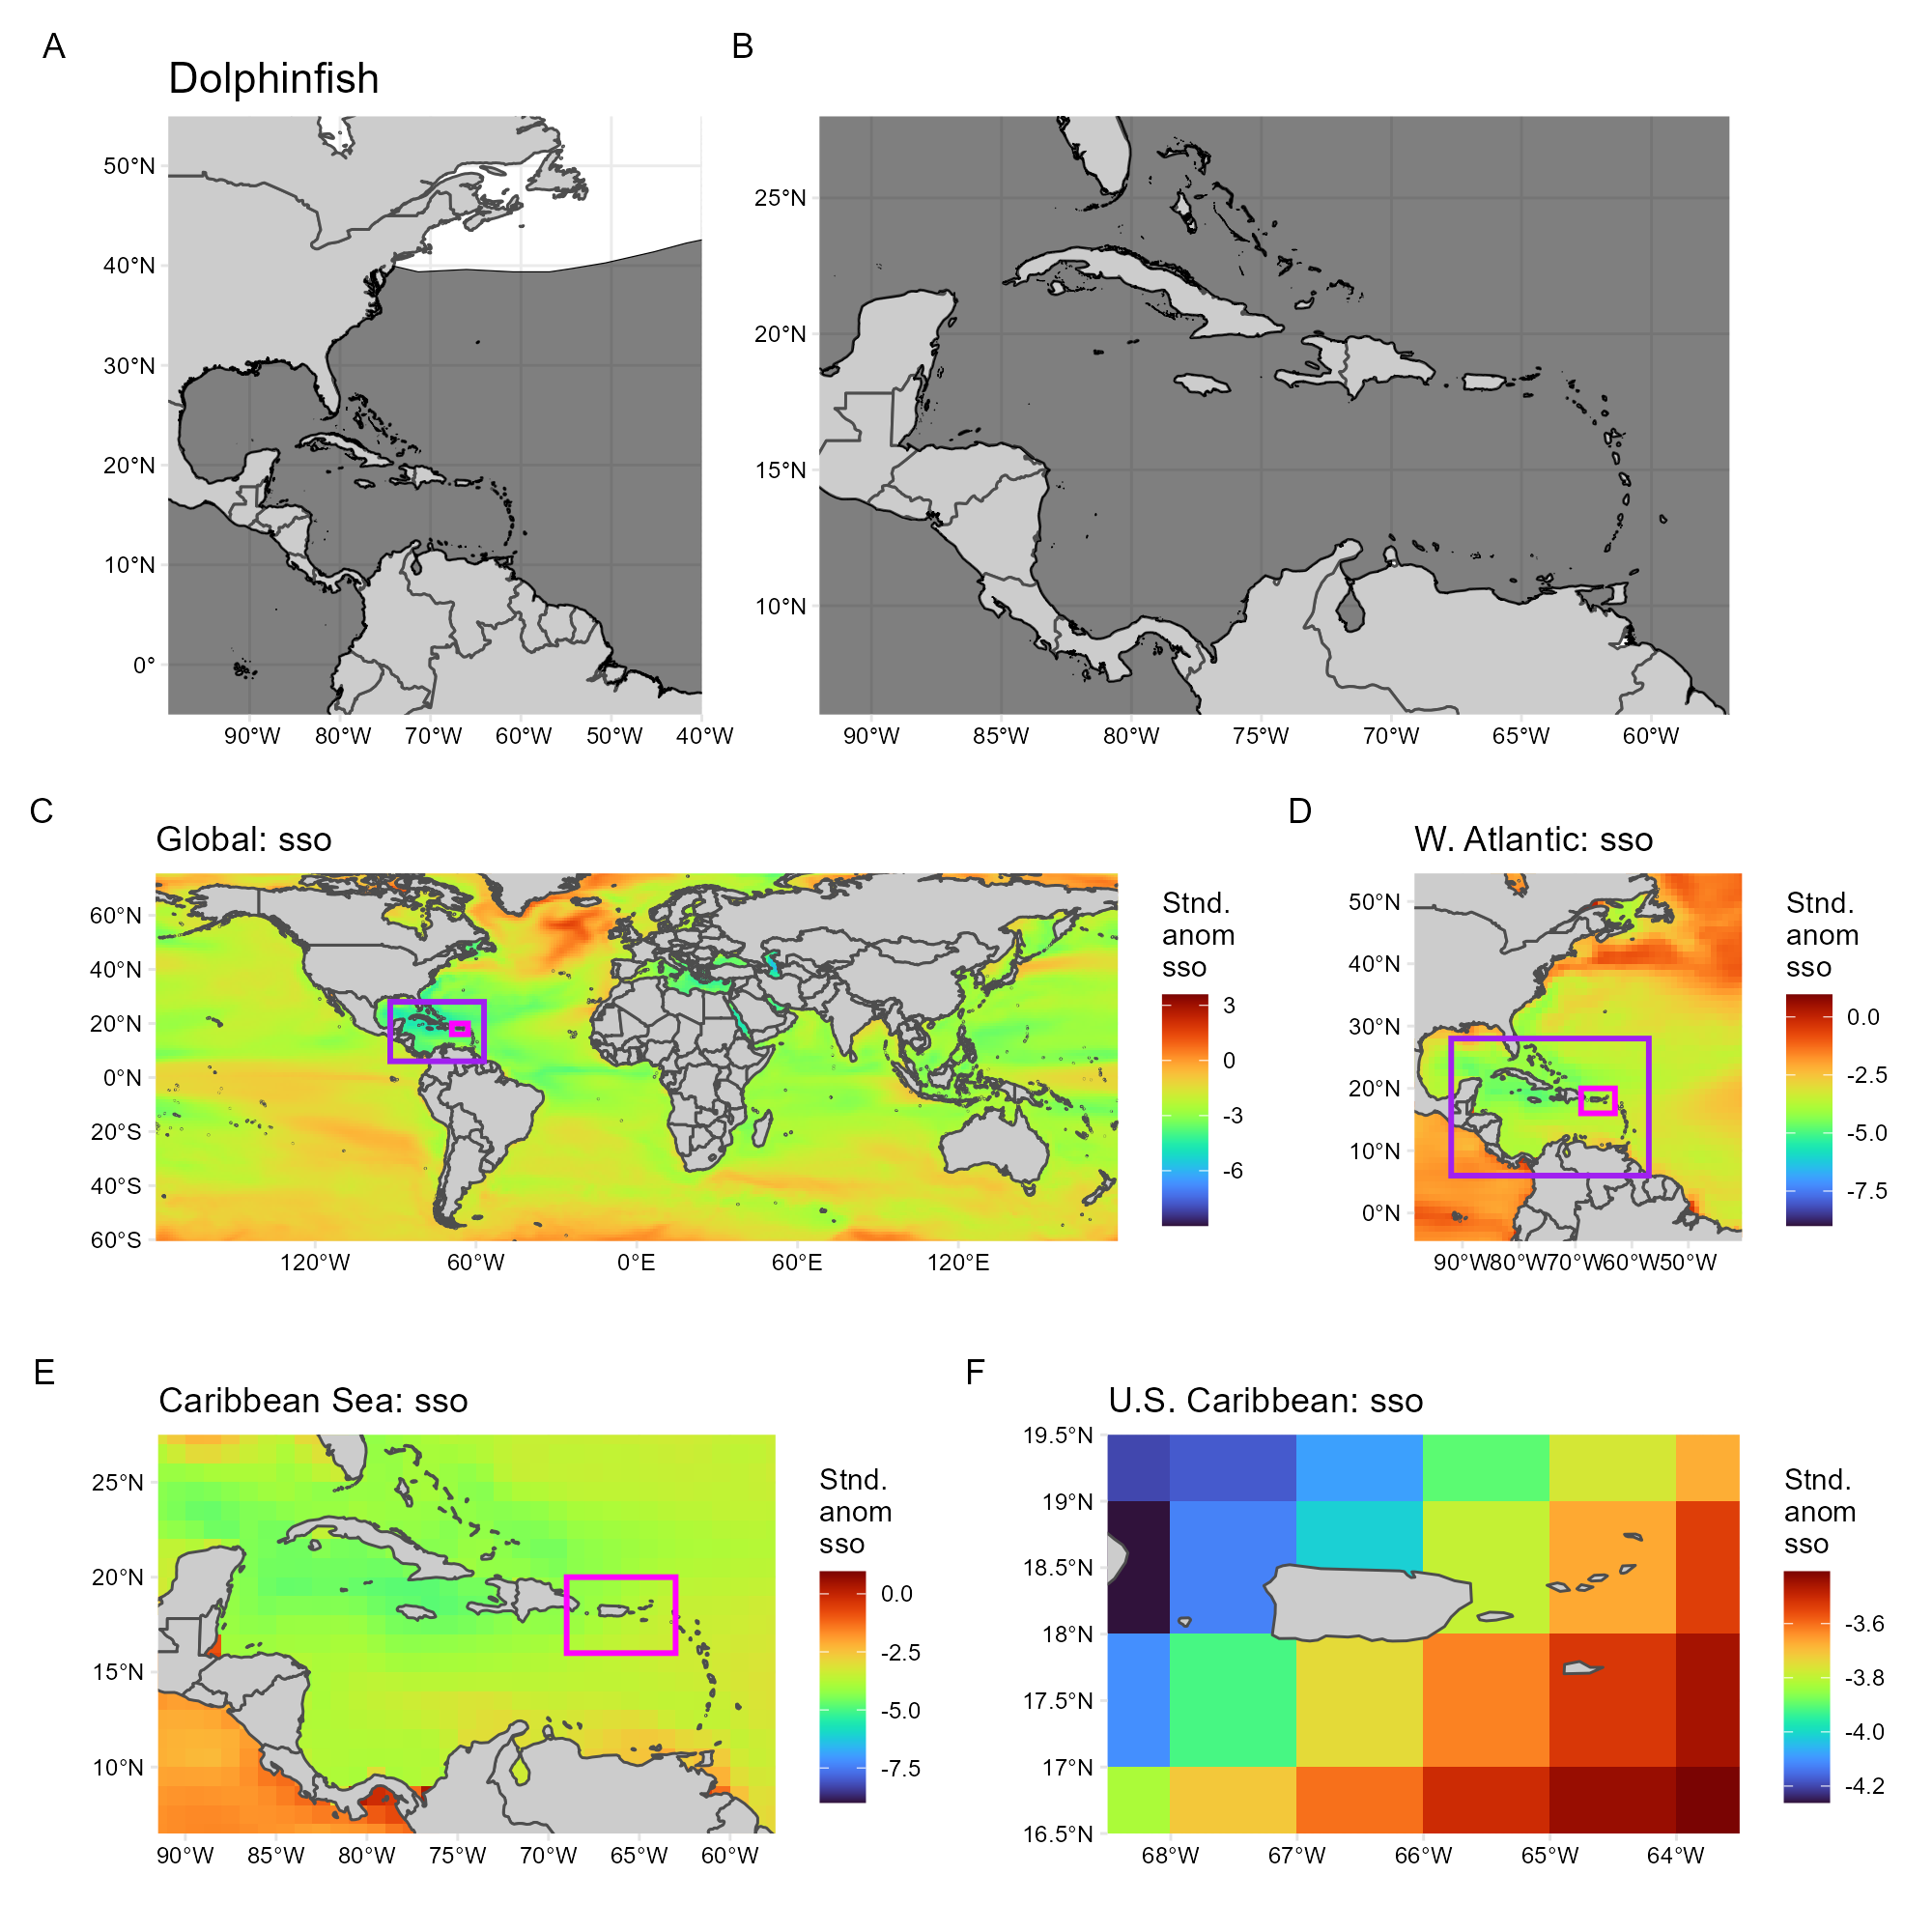 A
B
Dolphinfish
50°N
40°N
30°N
20°N
10°N
0°
90°W 80°W 70°W 60°W 50°W 40°W
25°N
20°N
15°N
10°N
90°W 85°W 80°W 75°W 70°W 65°W 60°W
C
D
Global: sso
60°N
40°N
20°N
0°N
20°S
40°S
60°S
120°W 60°W 0°E 60°E 120°E
Stnd.
anom
sso
3
0
-3
-6
W. Atlantic: sso
50°N
40°N
30°N
20°N
10°N
0°N
90°W80°W70°W60°W50°W
Stnd.
anom
sso
0.0
-2.5
-5.0
-7.5
E
F
Caribbean Sea: sso
25°N
20°N
15°N
10°N
90°W 85°W 80°W 75°W 70°W 65°W 60°W
Stnd.
anom
sso
0.0
-2.5
-5.0
-7.5
U.S. Caribbean: sso
19.5°N
19°N
18.5°N
18°N
17.5°N
17°N
16.5°N
68°W 67°W 66°W 65°W 64°W
Stnd.
anom
sso
-3.6
-3.8
-4.0
-4.2